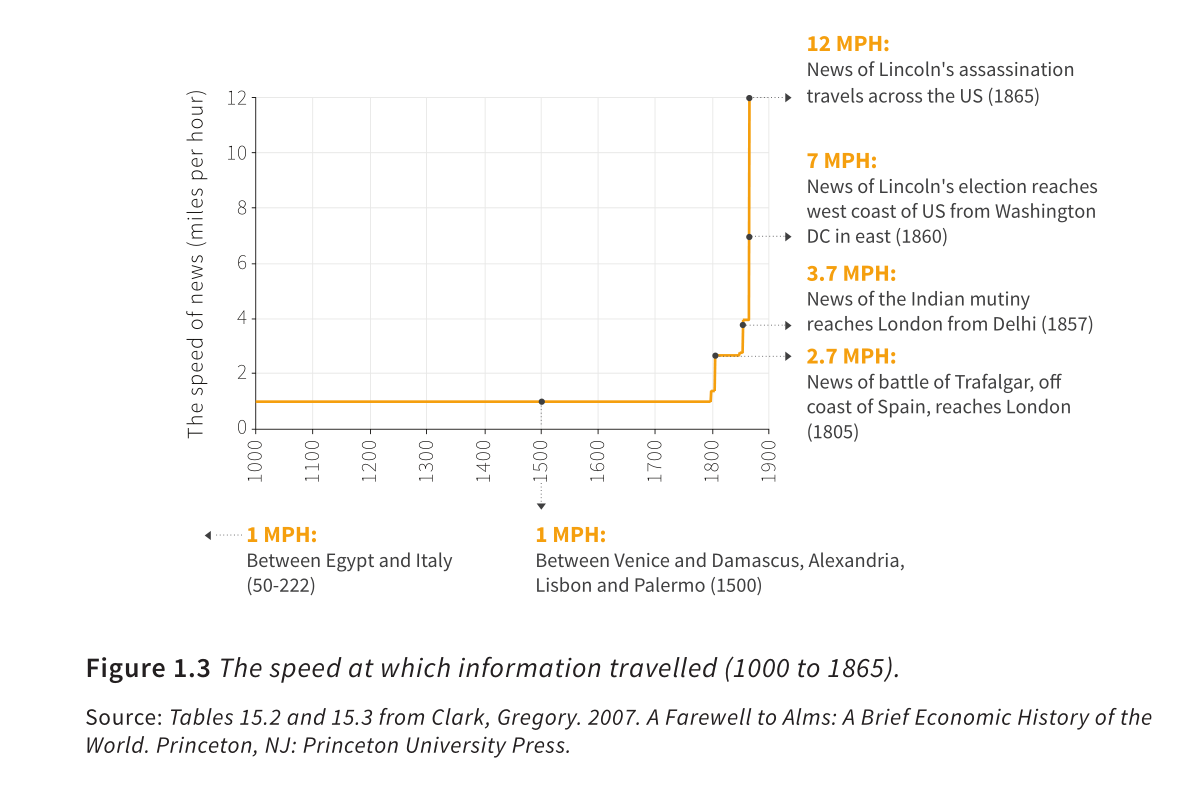 12 MPH:
News of Lincoln's assassination
travels across the US (1865)
7 MPH:
News of Lincoln's election reaches
west coast of US from Washington
DC in east (1860)
3.7 MPH:
News of the Indian mutiny
reaches London from Delhi (1857)
2.7 MPH:
News of battle of Trafalgar, off
coast of Spain, reaches London
(1805)
The speed of news (miles per hour)
12
10
8
6
4
2
0
1000
1100
1200
1300
1400
1500
1600
1700
1800
1900
1 MPH:
Between Egypt and Italy
(50-222)
1 MPH:
Between Venice and Damascus, Alexandria,
Lisbon and Palermo (1500)
Figure 1.3 The speed at which information travelled (1000 to 1865).
Source: Tables 15.2 and 15.3 from Clark, Gregory. 2007. A Farewell to Alms: A Brief Economic History of the
World. Princeton, NJ: Princeton University Press.